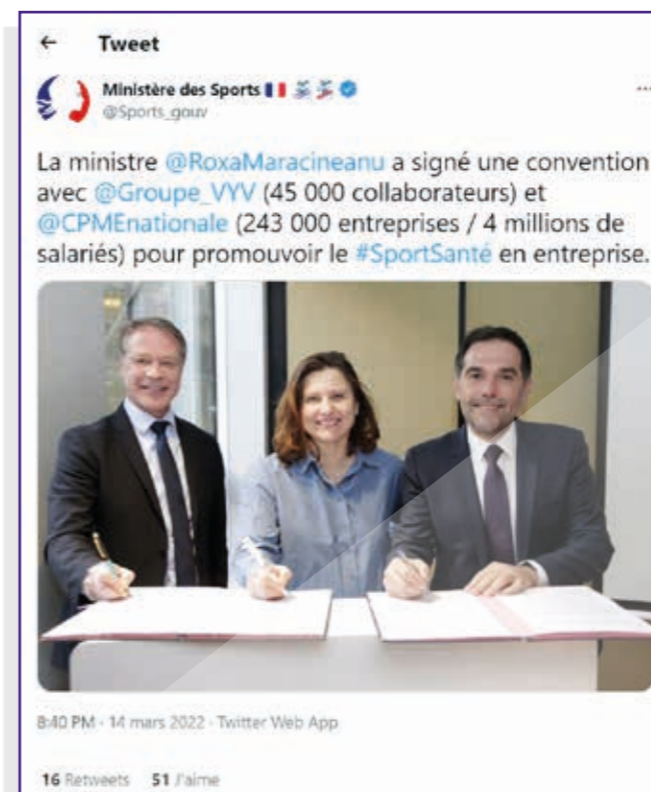 ← Tweet
Ministère des Sports
@Sports_gouv
La ministre @RoxaMaracineanu a signé une convention
avec @Groupe_VYV (45 000 collaborateurs) et
@CPMEnationale (243 000 entreprises / 4 millions de
salariés) pour promouvoir le #SportSanté en entreprise.
8:40 PM · 14 mars 2022 · Twitter Web App
16 Retweets 51 J'aime